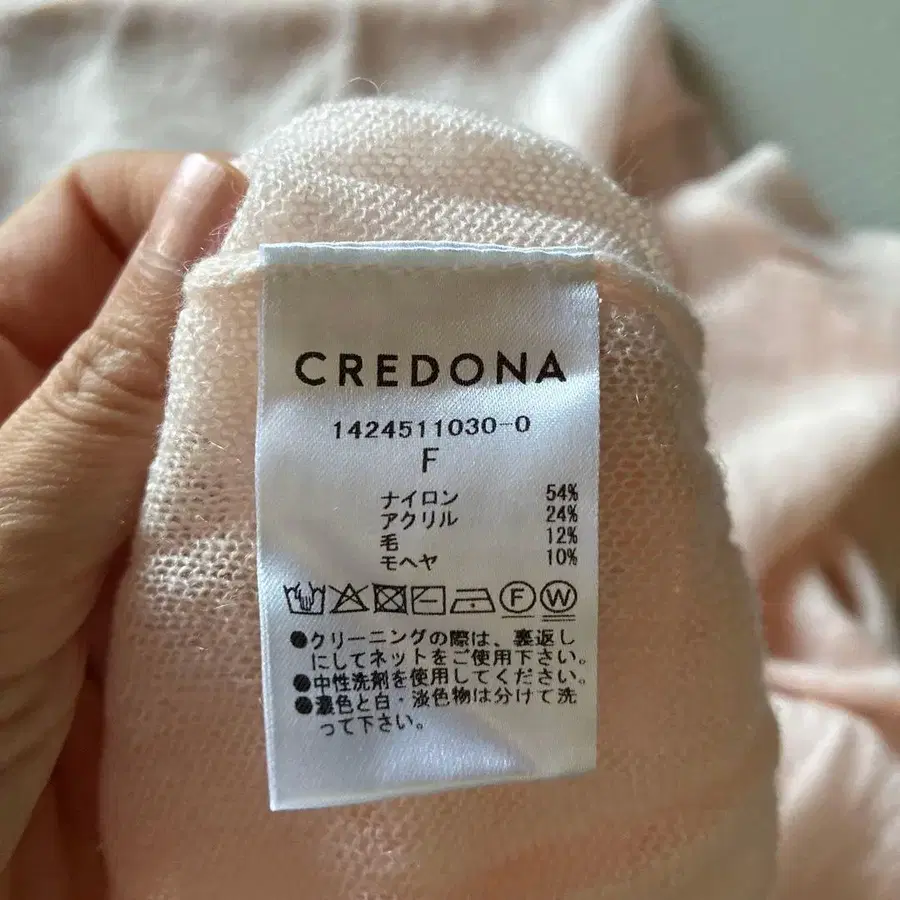 CREDONA
1424511030-0
F
ナイロン 54%
アクリル 24%
毛 12%
モヘヤ 10%
F W
●クリーニングの際は、裏返し
にしてネットをご使用下さい。
●中性洗剤を使用してください。
●濃色と白・淡色物は分けて洗
って下さい。